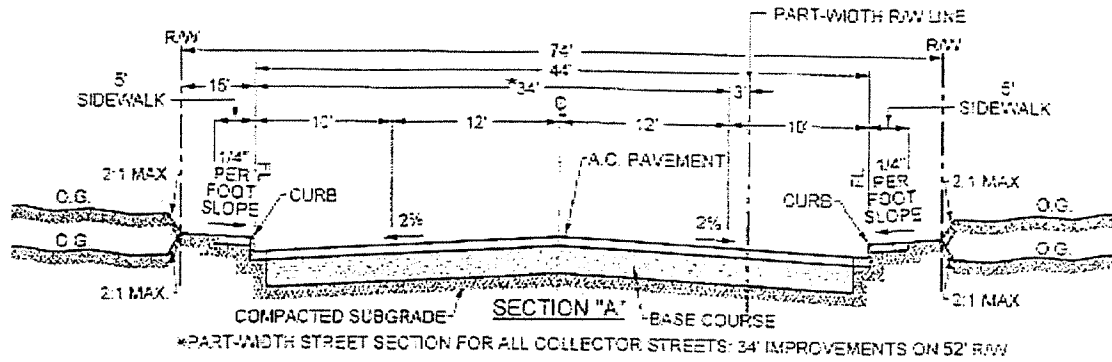 PART-WIDTH R/W LINE
R/W
R/W
74'
44'
*34'
3'
15'
5'
SIDEWALK
5'
SIDEWALK
10'
12'
℄
12'
10'
2:1 MAX
1/4"
PER
FOOT
SLOPE
FL
CURB
A.C. PAVEMENT
CURB
FL
1/4"
PER
FOOT
SLOPE
2:1 MAX
O.G.
O.G.
2%
2%
O.G.
O.G.
2:1 MAX.
2:1 MAX
COMPACTED SUBGRADE
SECTION "A"
BASE COURSE
*PART-WIDTH STREET SECTION FOR ALL COLLECTOR STREETS: 34' IMPROVEMENTS ON 52' R/W